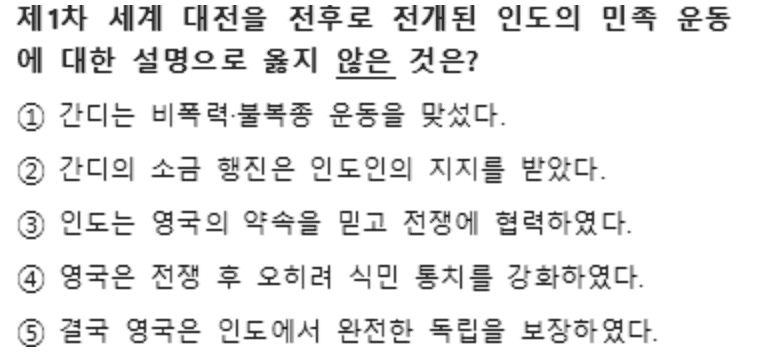 제1차 세계 대전을 전후로 전개된 인도의 민족 운동
에 대한 설명으로 옳지 않은 것은?
① 간디는 비폭력·불복종 운동을 맞섰다.
② 간디의 소금 행진은 인도인의 지지를 받았다.
③ 인도는 영국의 약속을 믿고 전쟁에 협력하였다.
④ 영국은 전쟁 후 오히려 식민 통치를 강화하였다.
⑤ 결국 영국은 인도에서 완전한 독립을 보장하였다.